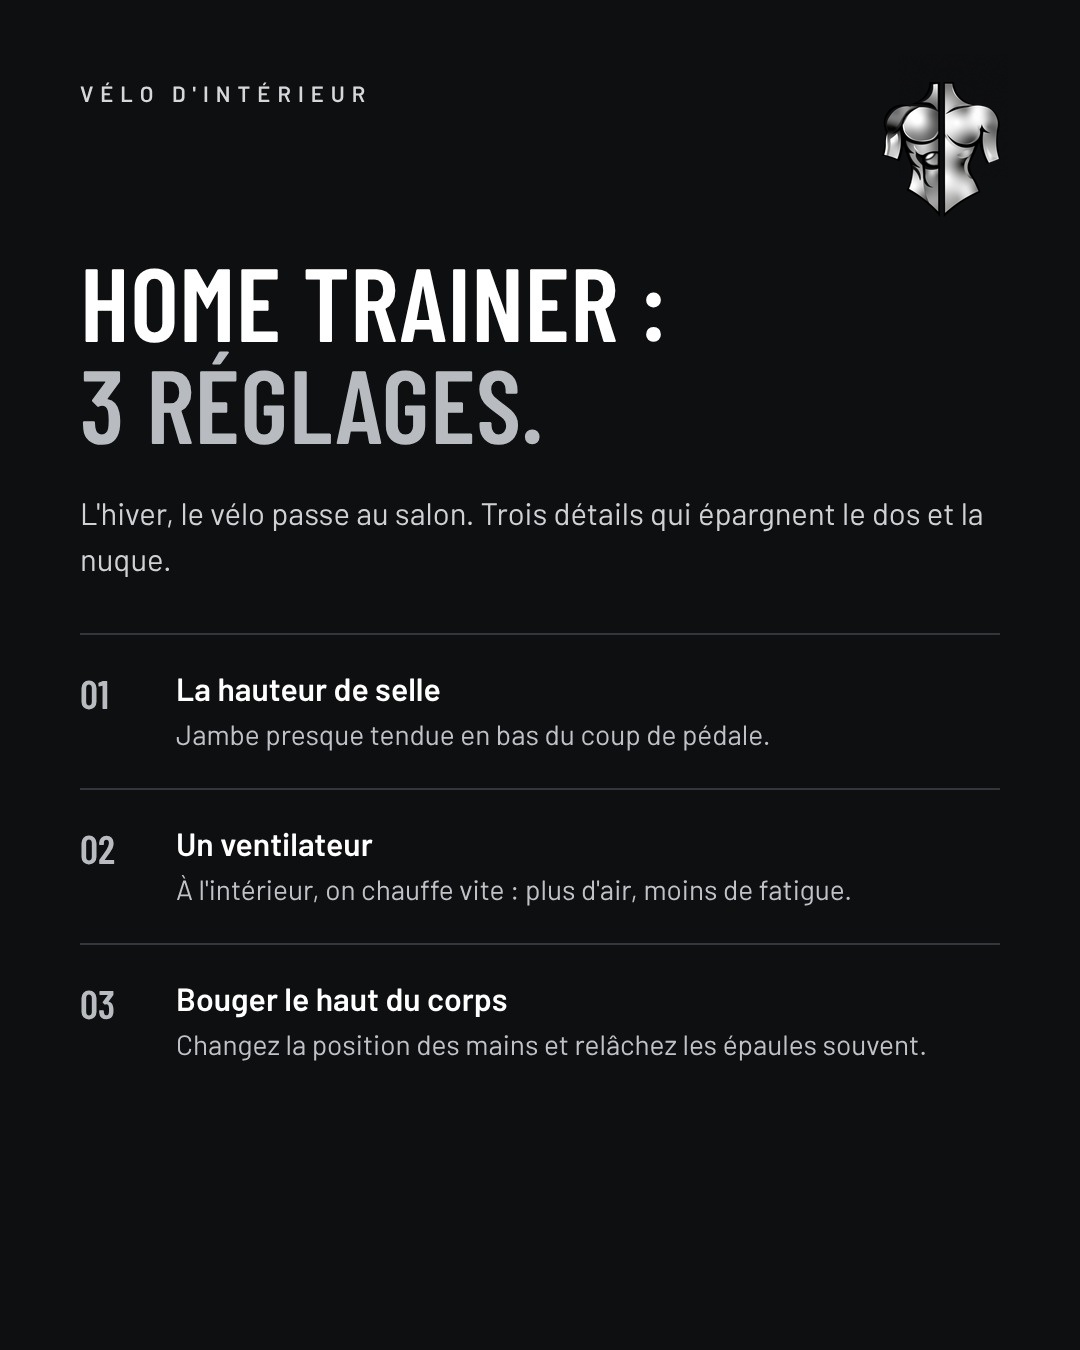 VÉLO D'INTÉRIEUR
HOME TRAINER :
3 RÉGLAGES.
L'hiver, le vélo passe au salon. Trois détails qui épargnent le dos et la
nuque.
01
La hauteur de selle
Jambe presque tendue en bas du coup de pédale.
02
Un ventilateur
À l'intérieur, on chauffe vite : plus d'air, moins de fatigue.
03
Bouger le haut du corps
Changez la position des mains et relâchez les épaules souvent.